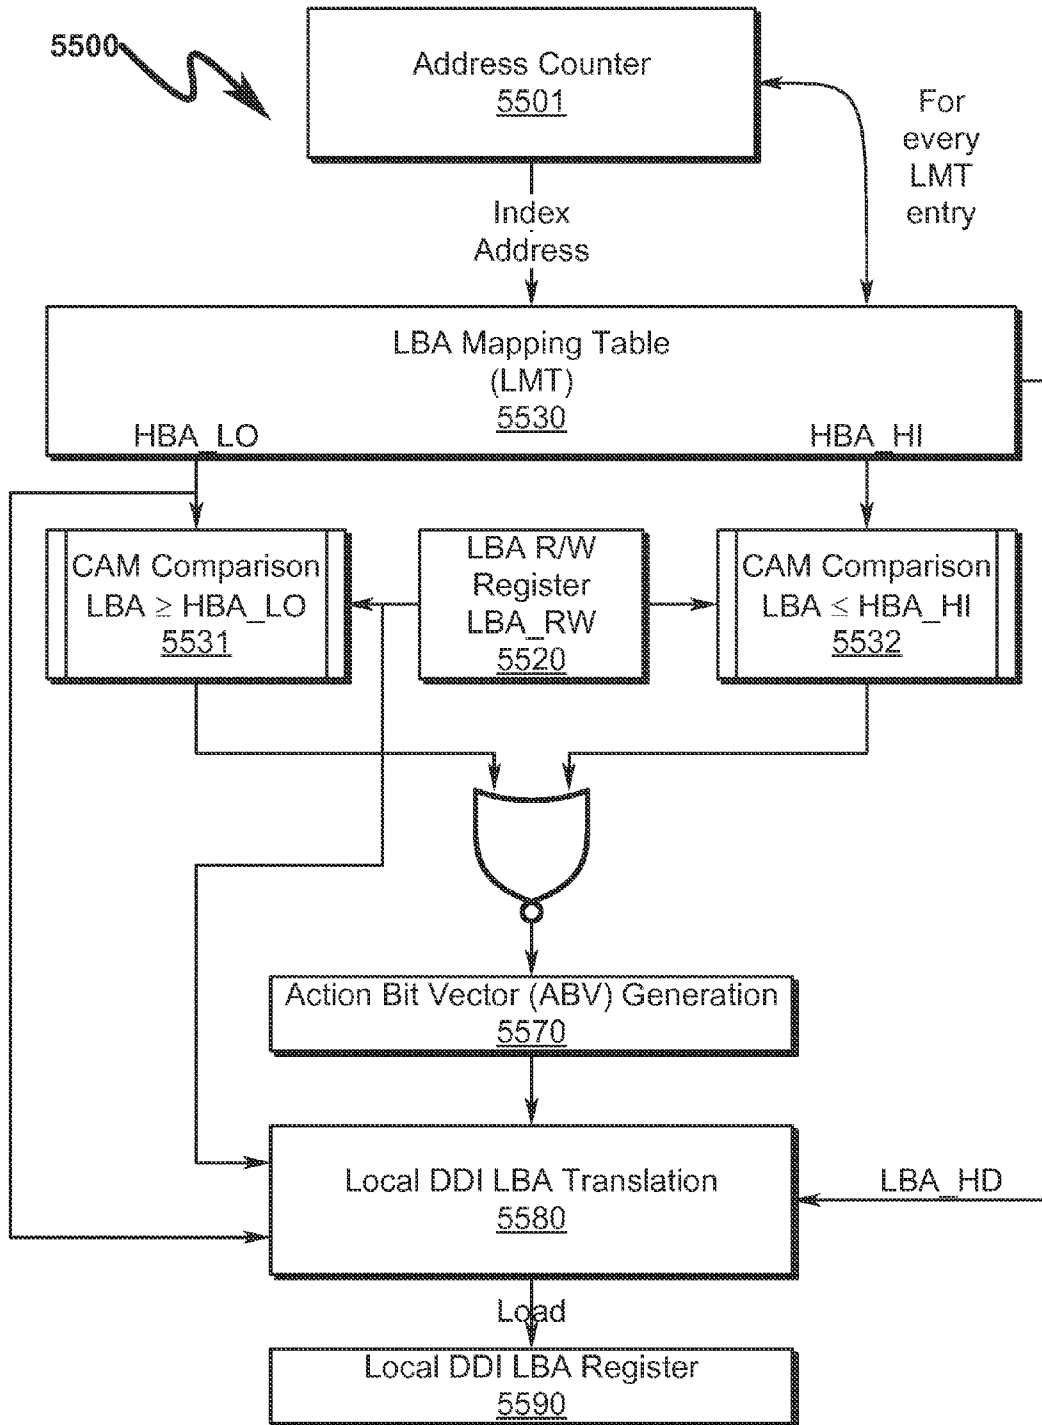 5500
Address Counter
5501
For
every
LMT
entry
Index
Address
LBA Mapping Table
(LMT)
5530
HBA_LO
HBA_HI
CAM Comparison
LBA ≥ HBA_LO
5531
LBA R/W
Register
LBA_RW
5520
CAM Comparison
LBA ≤ HBA_HI
5532
Action Bit Vector (ABV) Generation
5570
Local DDI LBA Translation
5580
LBA_HD
Load
Local DDI LBA Register
5590